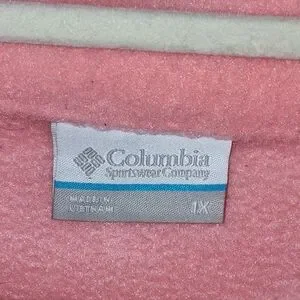 Columbia
Sportswear Company
MADE IN
VIETNAM
1X